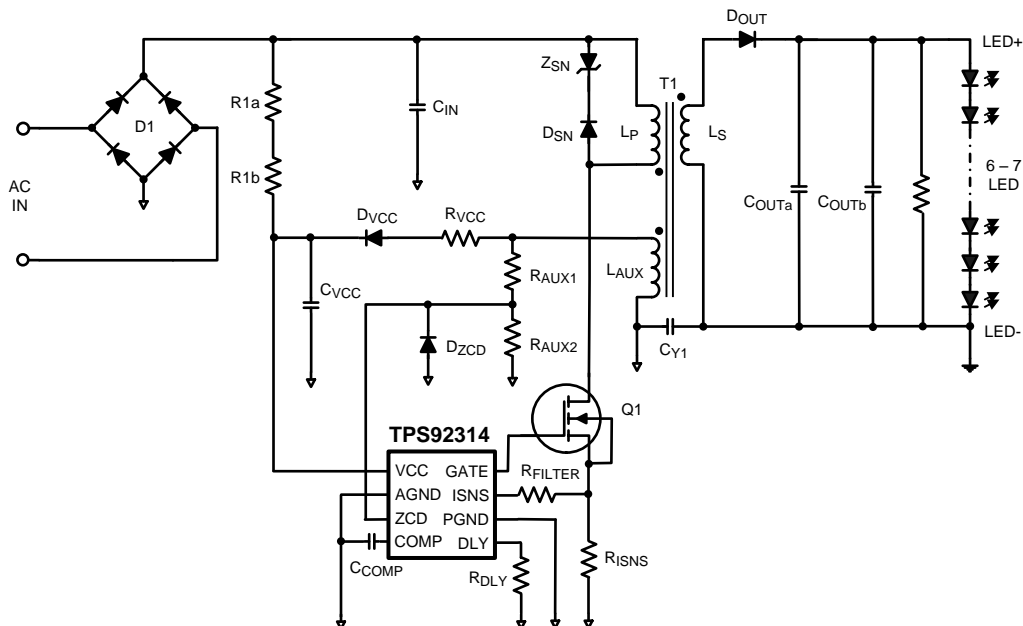 DOUT
LED+
ZSN
T1
R1a
D1
CIN
DSN
LP
LS
6 – 7
LED
R1b
AC
IN
COUTa
COUTb
DVCC
RVCC
LAUX
RAUX1
CVCC
DZCD
RAUX2
CY1
LED-
Q1
TPS92314
VCC GATE
RFILTER
AGND ISNS
ZCD PGND
COMP DLY
CCOMP
RDLY
RISNS